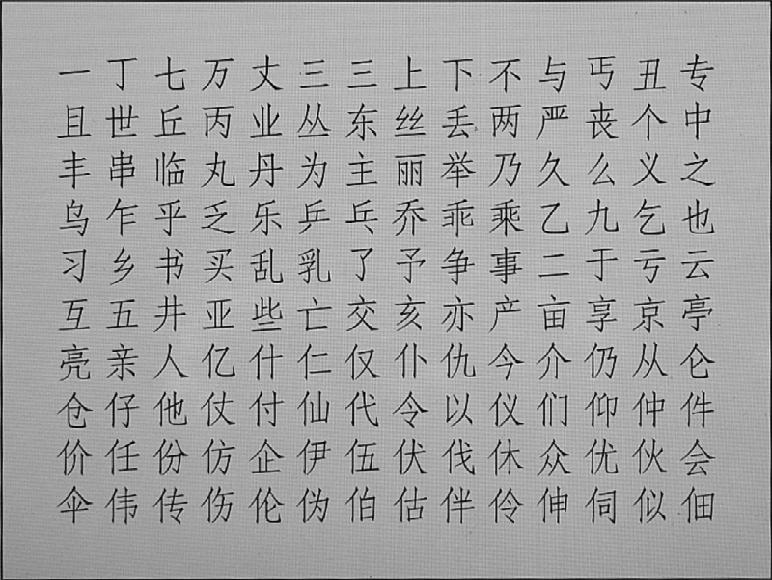 一丁七万丈三三上下不与丐丑专
且世丘丙业丛东丝丢两严丧个中
丰串临丸丹为主丽举乃久么义之
乌乍乎乏乐乒乓乔乖乘乙九乞也
习乡书买乱乳了予争事二于亏云
互五井亚些亡交亥亦产亩享京亭
亮亲人亿什仁仅仆仇今介仍从仑
仓仔他仗付仙代令以仪们仰仲件
价任份仿企伊伍伏伐休众优伙会
伞伟传伤伦伪伯估伴伶伸伺似佃